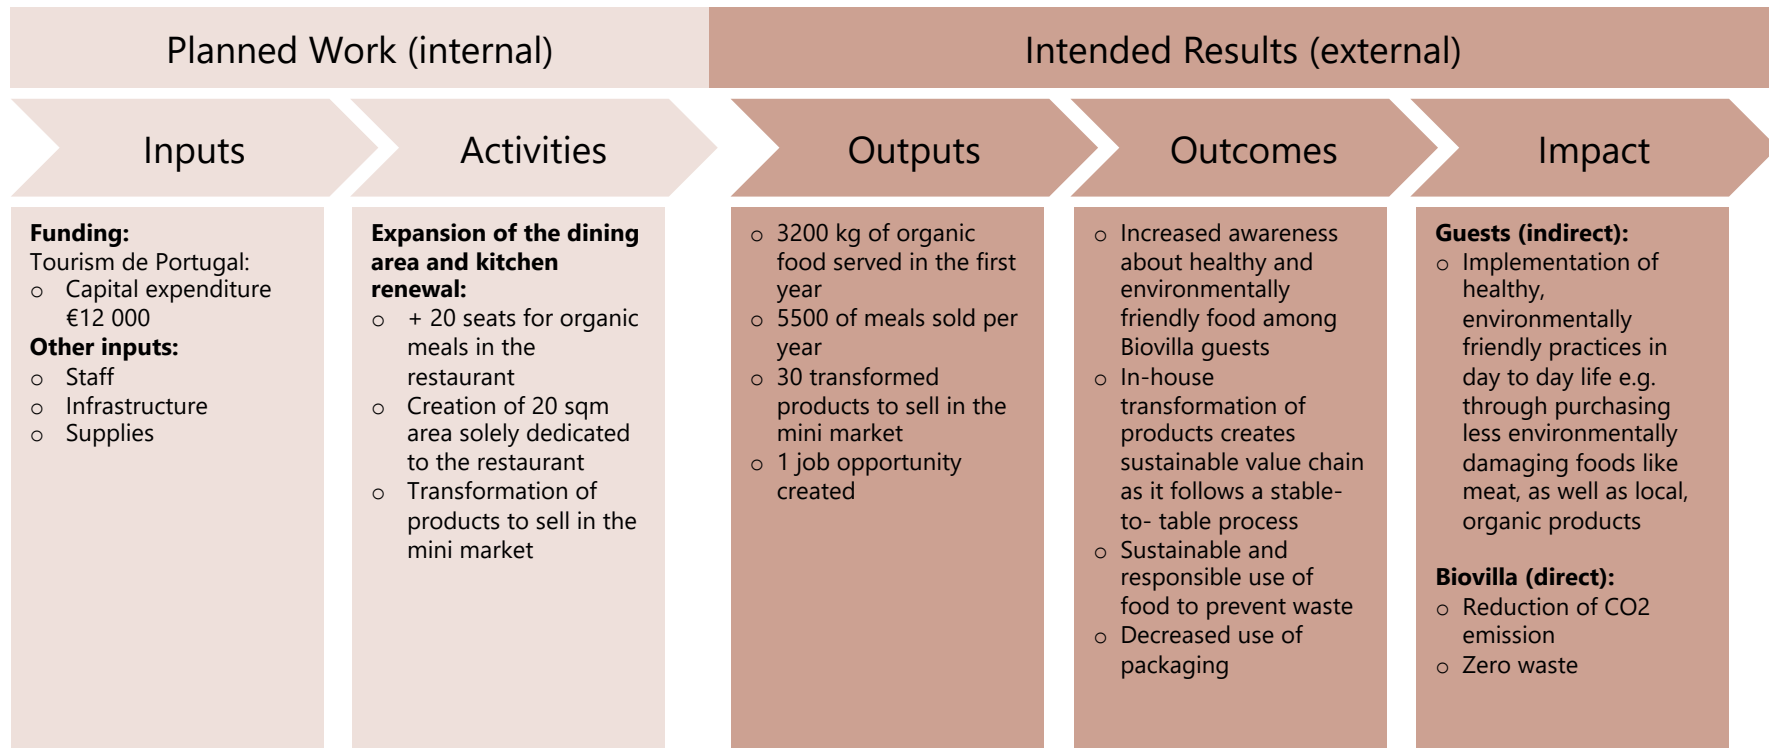 Planned Work (internal)
Intended Results (external)
Inputs
Activities
Outputs
Outcomes
Impact
Funding:
Tourism de Portugal:
o Capital expenditure
€12 000
Other inputs:
o Staff
o Infrastructure
o Supplies
Expansion of the dining
area and kitchen
renewal:
o + 20 seats for organic
meals in the
restaurant
o Creation of 20 sqm
area solely dedicated
to the restaurant
o Transformation of
products to sell in the
mini market
o 3200 kg of organic
food served in the first
year
o 5500 of meals sold per
year
o 30 transformed
products to sell in the
mini market
o 1 job opportunity
created
o Increased awareness
about healthy and
environmentally
friendly food among
Biovilla guests
o In-house
transformation of
products creates
sustainable value chain
as it follows a stable-
to- table process
o Sustainable and
responsible use of
food to prevent waste
o Decreased use of
packaging
Guests (indirect):
o Implementation of
healthy,
environmentally
friendly practices in
day to day life e.g.
through purchasing
less environmentally
damaging foods like
meat, as well as local,
organic products
Biovilla (direct):
o Reduction of CO2
emission
o Zero waste